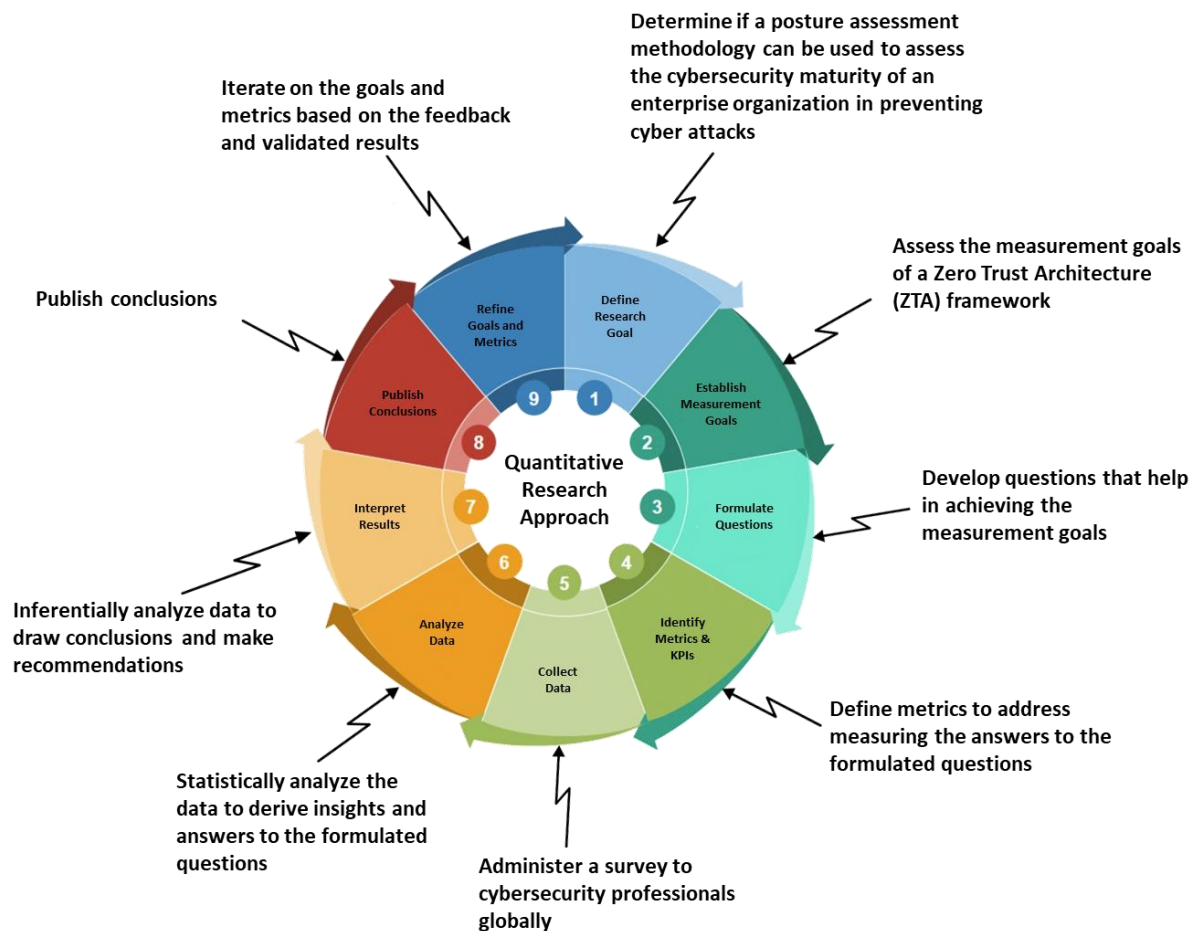 Determine if a posture assessment
methodology can be used to assess
the cybersecurity maturity of an
enterprise organization in preventing
cyber attacks
Iterate on the goals and
metrics based on the feedback
and validated results
Assess the measurement goals
of a Zero Trust Architecture
(ZTA) framework
Publish conclusions
Develop questions that help
in achieving the
measurement goals
Inferentially analyze data to
draw conclusions and make
recommendations
Define metrics to address
measuring the answers to the
formulated questions
Statistically analyze the
data to derive insights and
answers to the formulated
questions
Administer a survey to
cybersecurity professionals
globally
Quantitative
Research
Approach
1
Define
Research
Goal
2
Establish
Measurement
Goals
3
Formulate
Questions
4
Identify
Metrics &
KPIs
5
Collect
Data
6
Analyze
Data
7
Interpret
Results
8
Publish
Conclusions
9
Refine
Goals and
Metrics